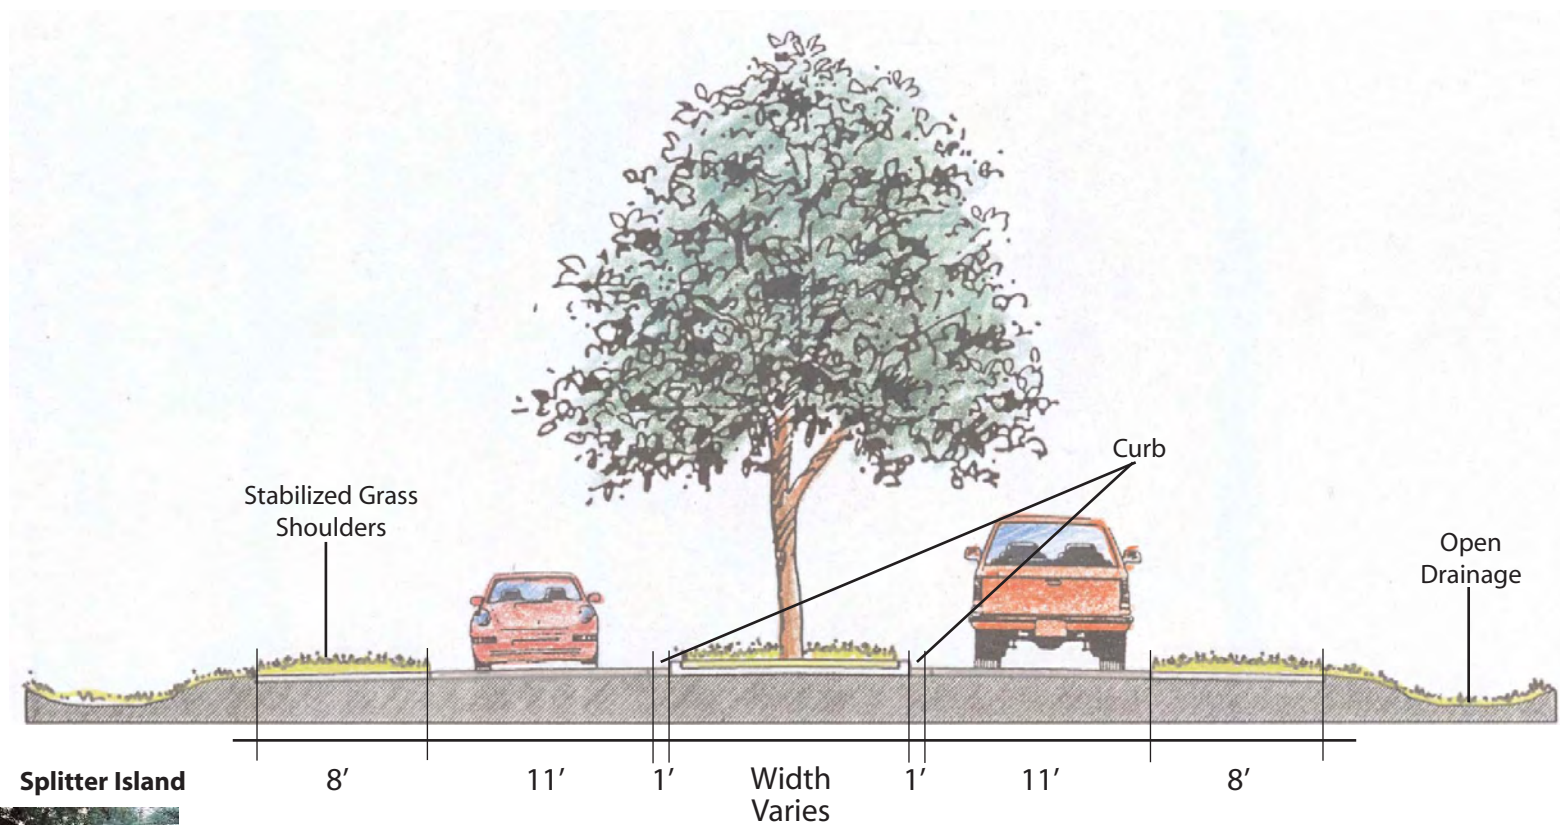 Curb
Stabilized Grass
Shoulders
Open
Drainage
Splitter Island
8’
11’
1’
Width
Varies
1’
11’
8’